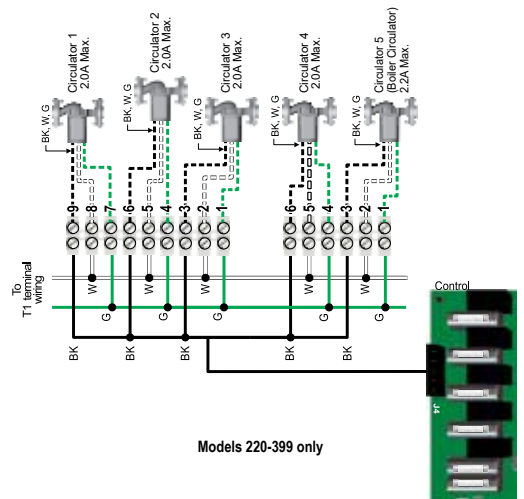 Circulator 1
2.0A Max.
Circulator 2
2.0A Max.
Circulator 3
2.0A Max.
Circulator 4
2.0A Max.
Circulator 5
(Boiler Circulator)
2.2A Max.
BK, W, G
BK, W, G
BK, W, G
BK, W, G
BK, W, G
9
8
7
6
5
4
3
2
1
6
5
4
3
2
1
To
T1 terminal
wiring
W
W
W
W
W
G
G
G
G
G
BK
BK
BK
BK
BK
Control
J4
Models 220-399 only